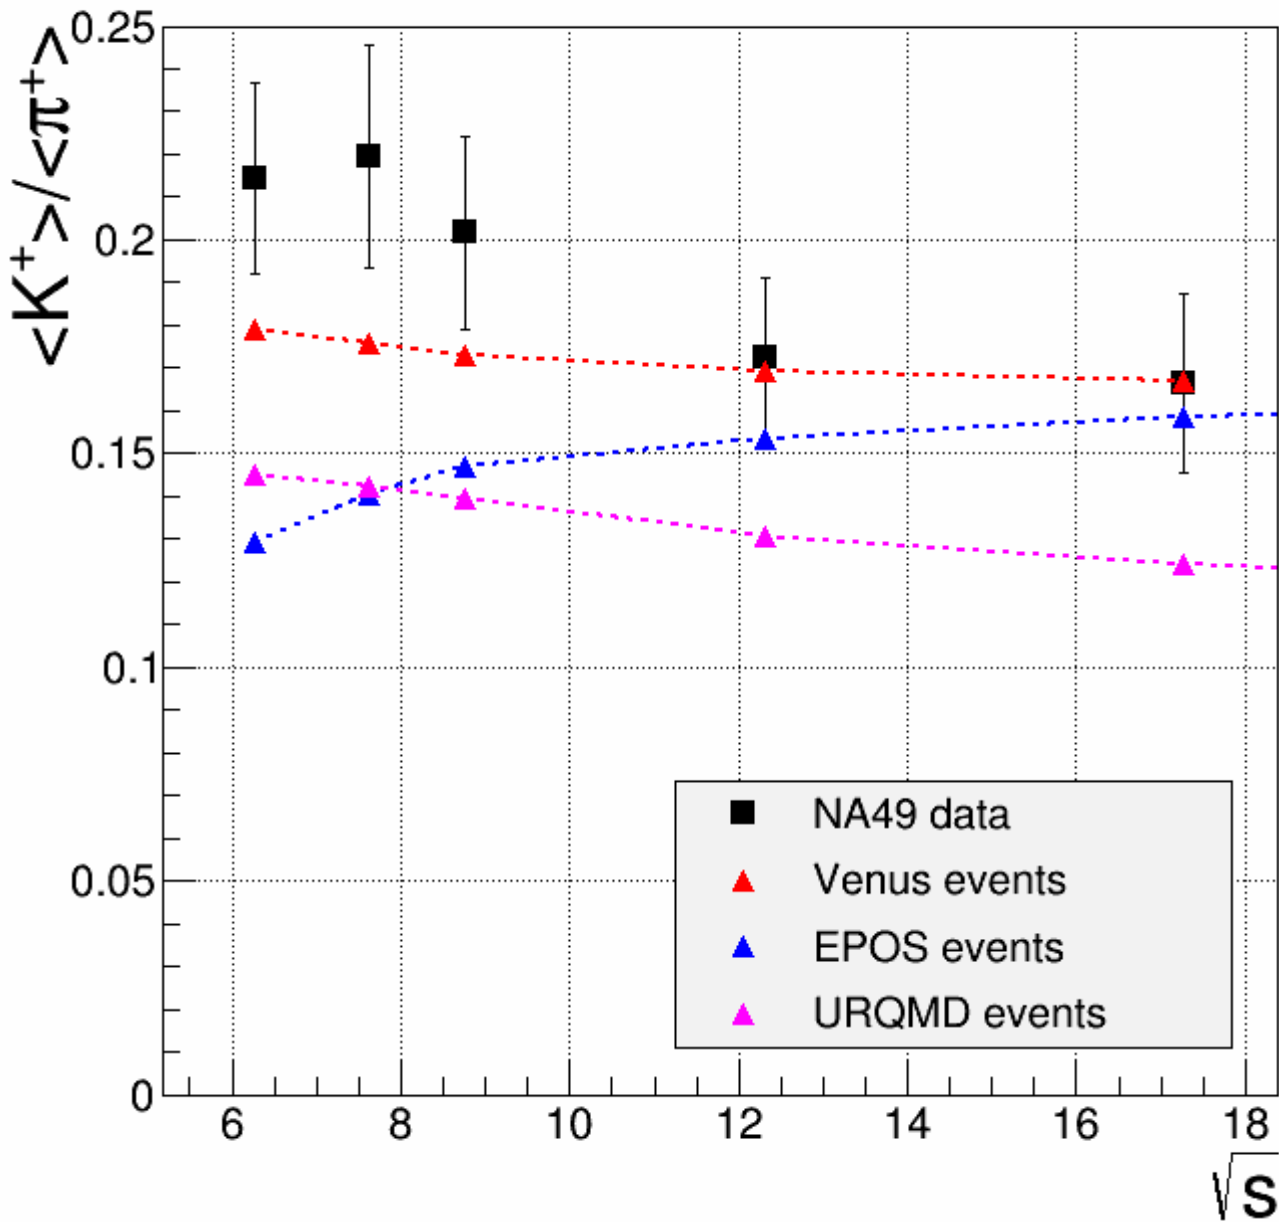 <K⁺>/<π⁺>
0.25
0.2
0.15
0.1
0.05
0
6 8 10 12 14 16 18
√s
NA49 data
Venus events
EPOS events
URQMD events